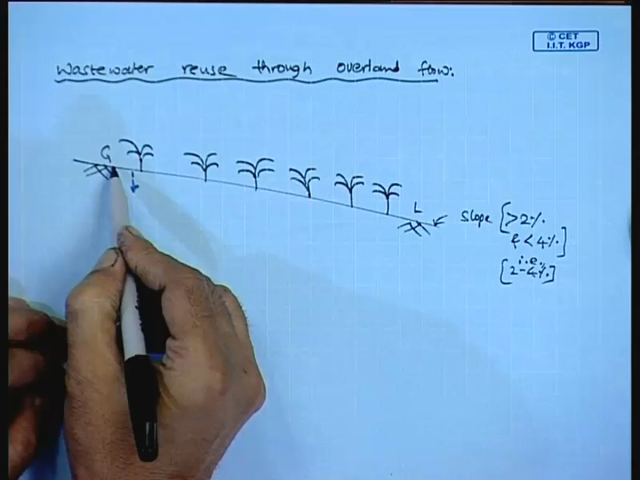 © CET
I.I.T. KGP
Wastewater reuse through overland flow:
G
L
slope [>2%
& <4%]
i.e.
[2-4%]